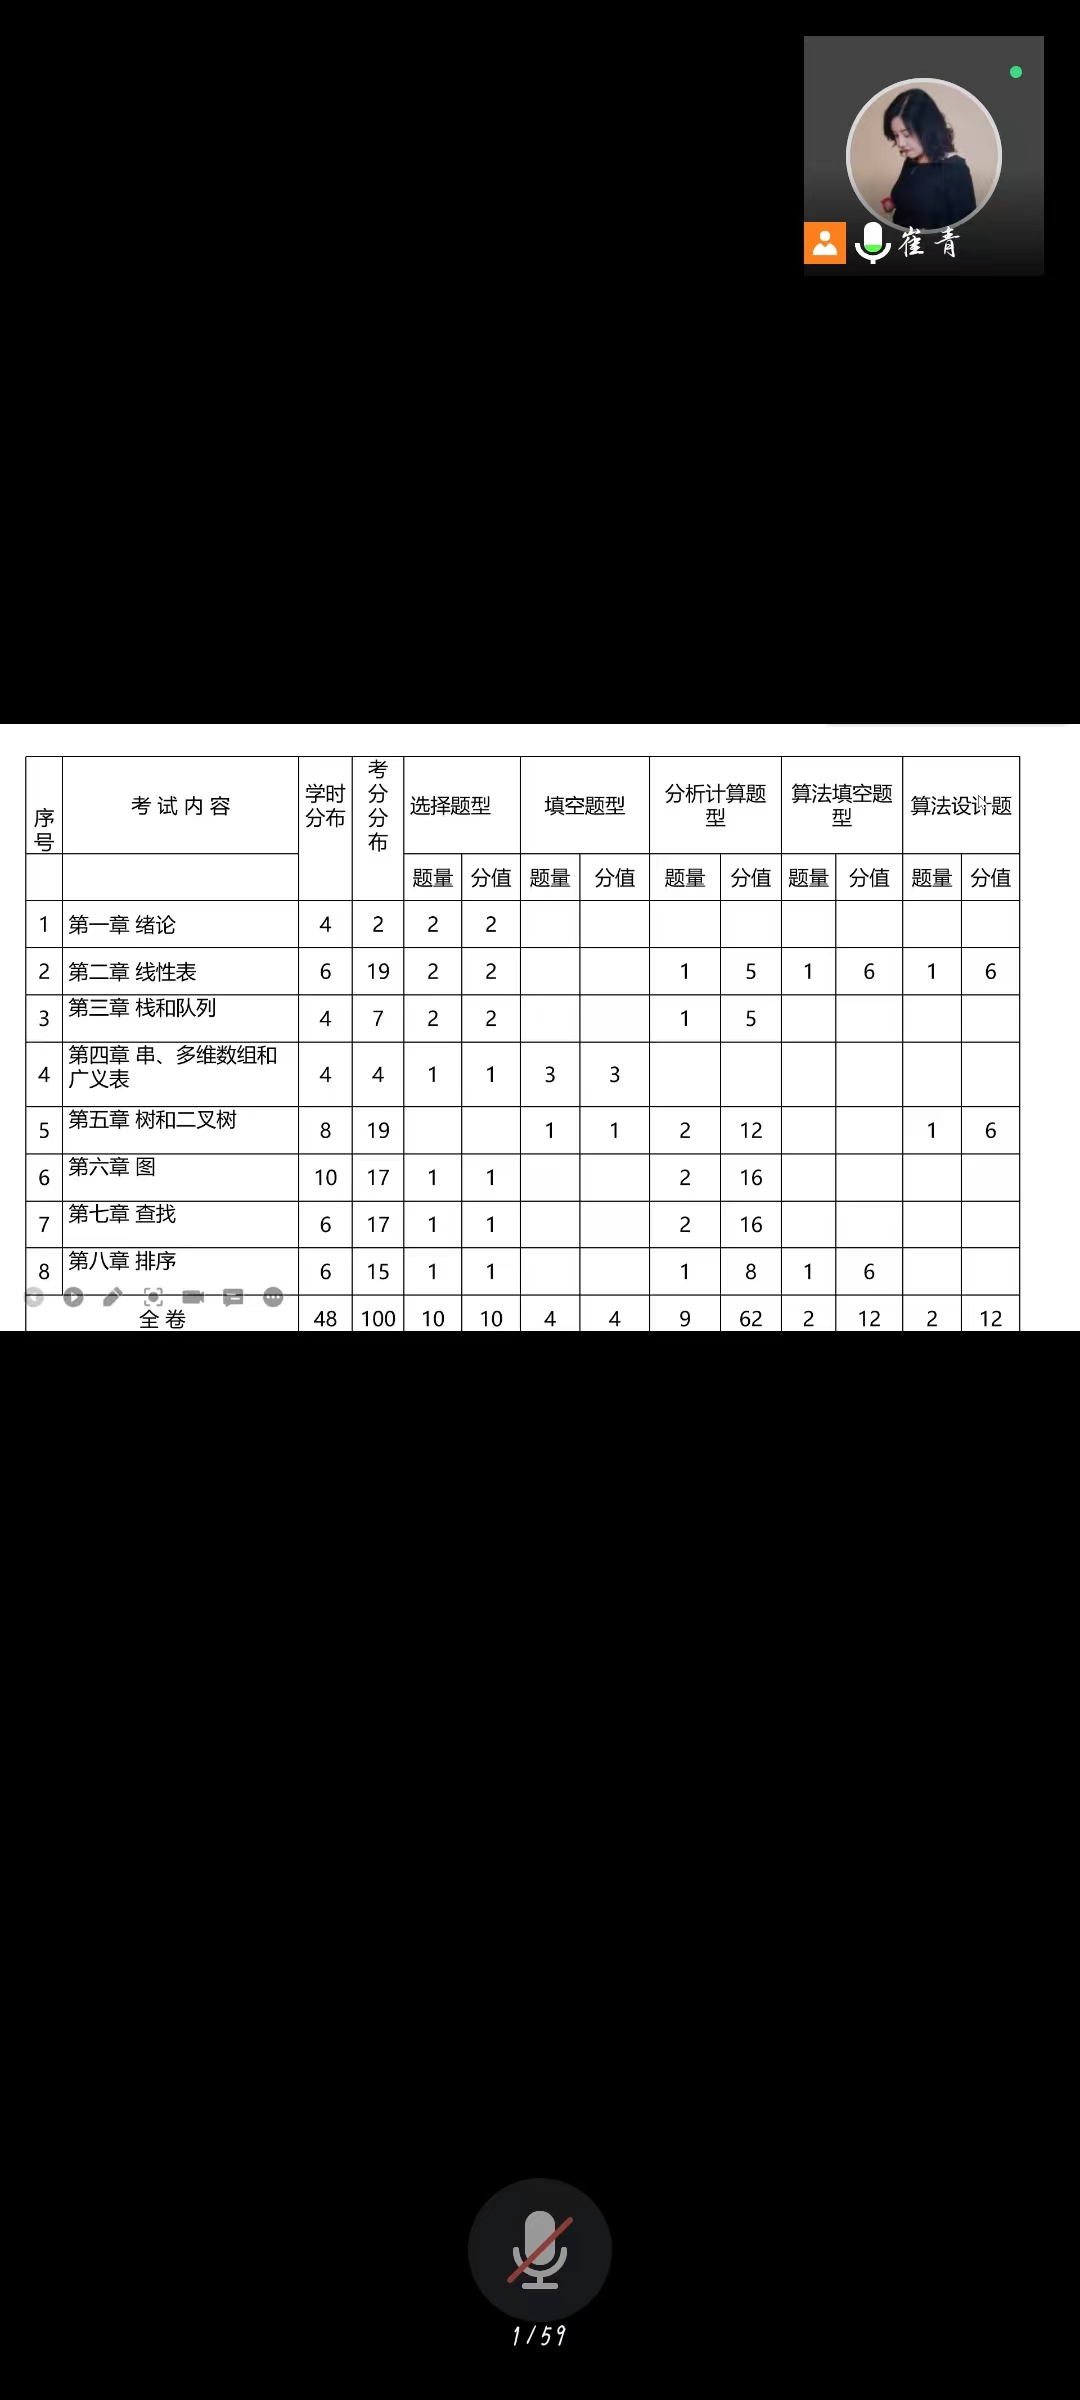 崔青
序号 考试内容 学时分布 考分分布 选择题型 填空题型 分析计算题型 算法填空题型 算法设计题
题量 分值 题量 分值 题量 分值 题量 分值 题量 分值
1 第一章 绪论 4 2 2 2
2 第二章 线性表 6 19 2 2 1 5 1 6 1 6
3 第三章 栈和队列 4 7 2 2 1 5
4 第四章 串、多维数组和广义表 4 4 1 1 3 3
5 第五章 树和二叉树 8 19 1 1 2 12 1 6
6 第六章 图 10 17 1 1 2 16
7 第七章 查找 6 17 1 1 2 16
8 第八章 排序 6 15 1 1 1 8 1 6
全卷 48 100 10 10 4 4 9 62 2 12 2 12
1/59